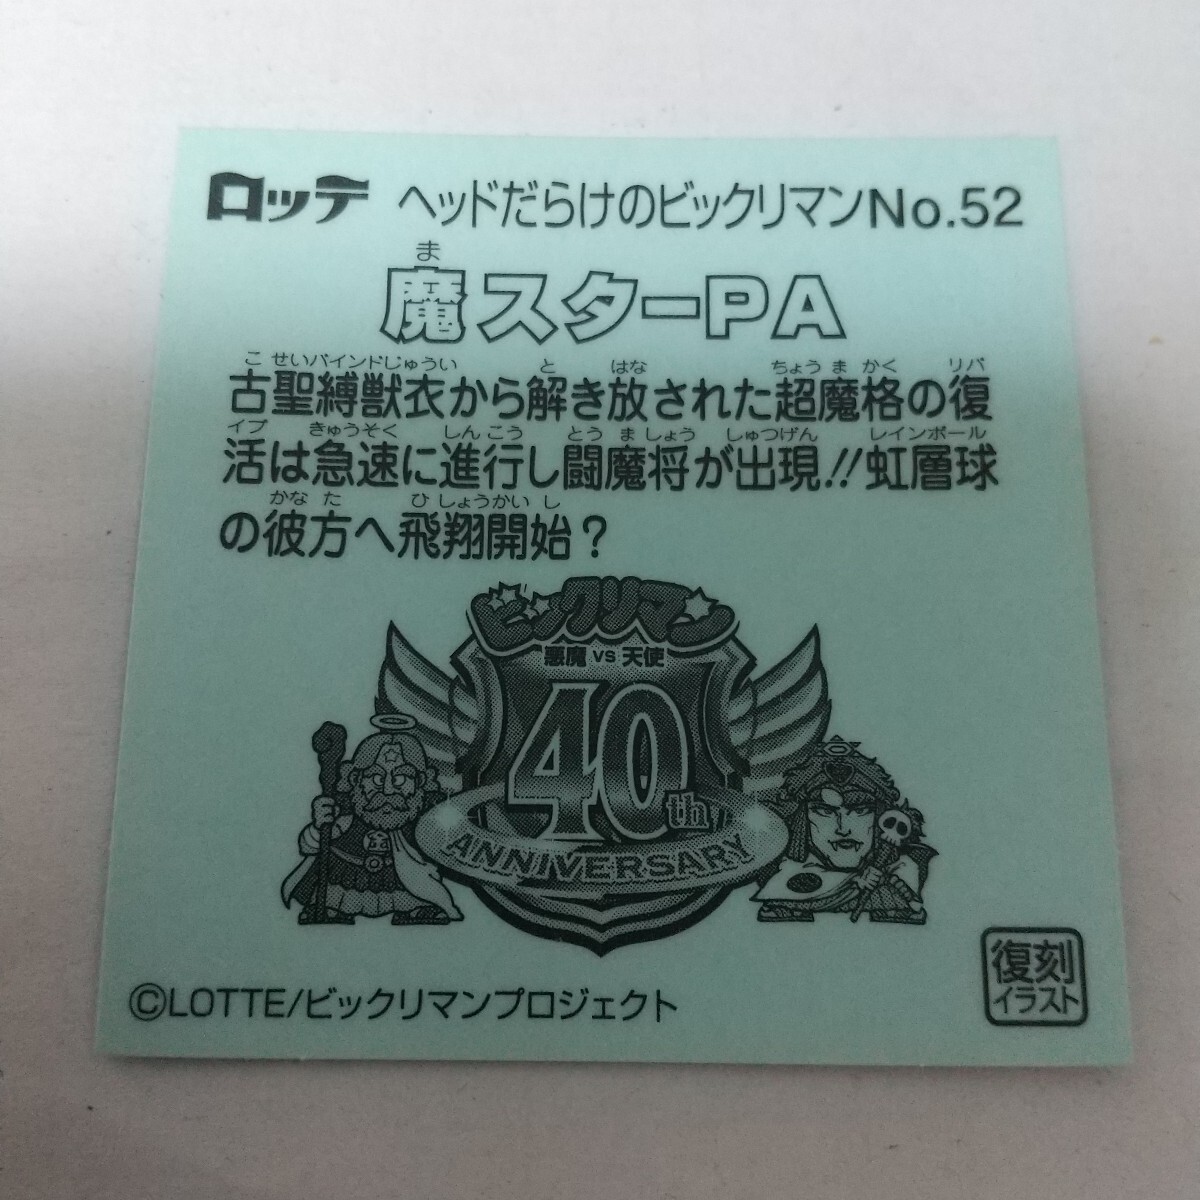 ロッテ ヘッドだらけのビックリマンNo.52
ま
魔スターPA
こ せいバインドじゅうい と はな ちょう ま かく リバ
古聖縛獣衣から解き放された超魔格の復
イブ きゅうそく しんこう とう ま しょう しゅつげん レインボール
活は急速に進行し闘魔将が出現!!虹層球
かなた ひ しょうかい し
の彼方へ飛翔開始?
ビックリマン
悪魔 VS 天使
40th
ANNIVERSARY
©LOTTE/ビックリマンプロジェクト
復刻
イラスト